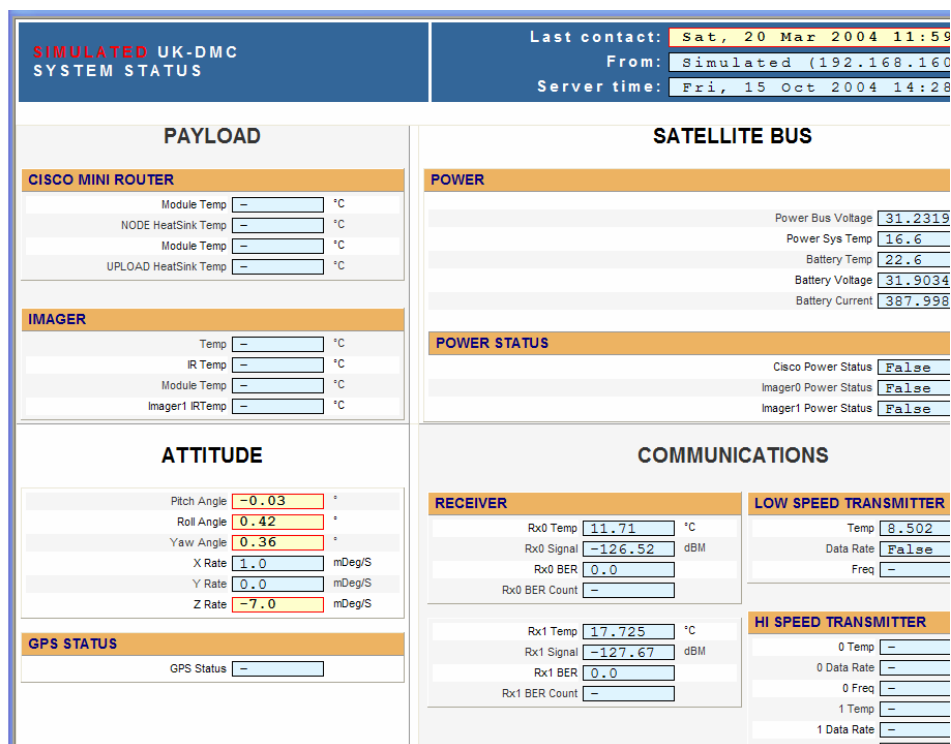 SIMULATED UK-DMC
SYSTEM STATUS
Last contact: Sat, 20 Mar 2004 11:59
From: Simulated (192.168.160
Server time: Fri, 15 Oct 2004 14:28
PAYLOAD
CISCO MINI ROUTER
Module Temp – °C
NODE HeatSink Temp – °C
Module Temp – °C
UPLOAD HeatSink Temp – °C
IMAGER
Temp – °C
IR Temp – °C
Module Temp – °C
Imager1 IRTemp – °C
SATELLITE BUS
POWER
Power Bus Voltage 31.2319
Power Sys Temp 16.6
Battery Temp 22.6
Battery Voltage 31.9034
Battery Current 387.998
POWER STATUS
Cisco Power Status False
Imager0 Power Status False
Imager1 Power Status False
ATTITUDE
Pitch Angle -0.03 °
Roll Angle 0.42 °
Yaw Angle 0.36 °
X Rate 1.0 mDeg/S
Y Rate 0.0 mDeg/S
Z Rate -7.0 mDeg/S
GPS STATUS
GPS Status –
COMMUNICATIONS
RECEIVER
Rx0 Temp 11.71 °C
Rx0 Signal -126.52 dBM
Rx0 BER 0.0
Rx0 BER Count –
Rx1 Temp 17.725 °C
Rx1 Signal -127.67 dBM
Rx1 BER 0.0
Rx1 BER Count –
LOW SPEED TRANSMITTER
Temp 8.502
Data Rate False
Freq –
HI SPEED TRANSMITTER
0 Temp –
0 Data Rate –
0 Freq –
1 Temp –
1 Data Rate –